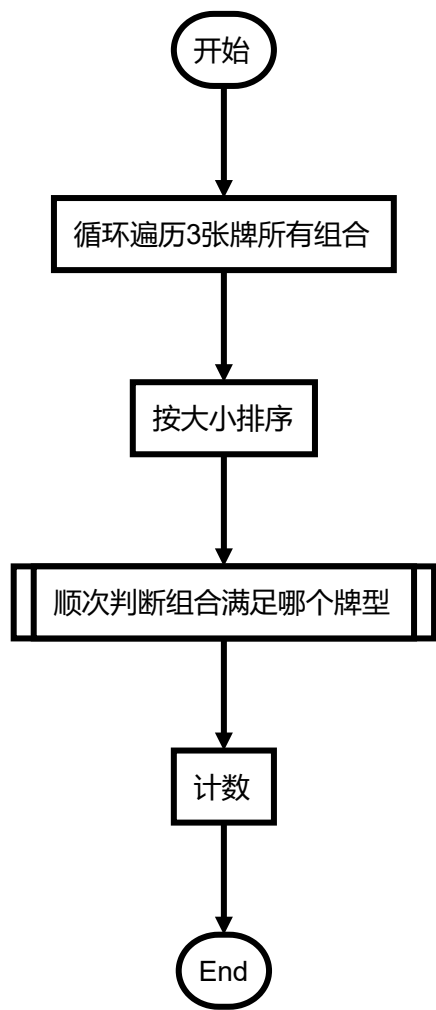 开始
循环遍历3张牌所有组合
按大小排序
顺次判断组合满足哪个牌型
计数
End